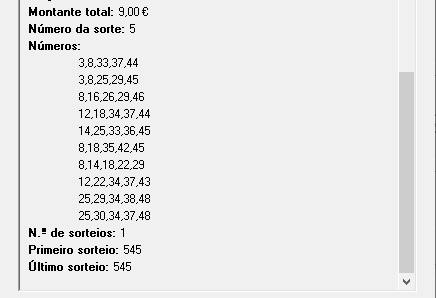 Montante total: 9,00 €
Número da sorte: 5
Números:
3,8,33,37,44
3,8,25,29,45
8,16,26,29,46
12,18,34,37,44
14,25,33,36,45
8,18,35,42,45
8,14,18,22,29
12,22,34,37,43
25,29,34,38,48
25,30,34,37,48
N.º de sorteios: 1
Primeiro sorteio: 545
Último sorteio: 545